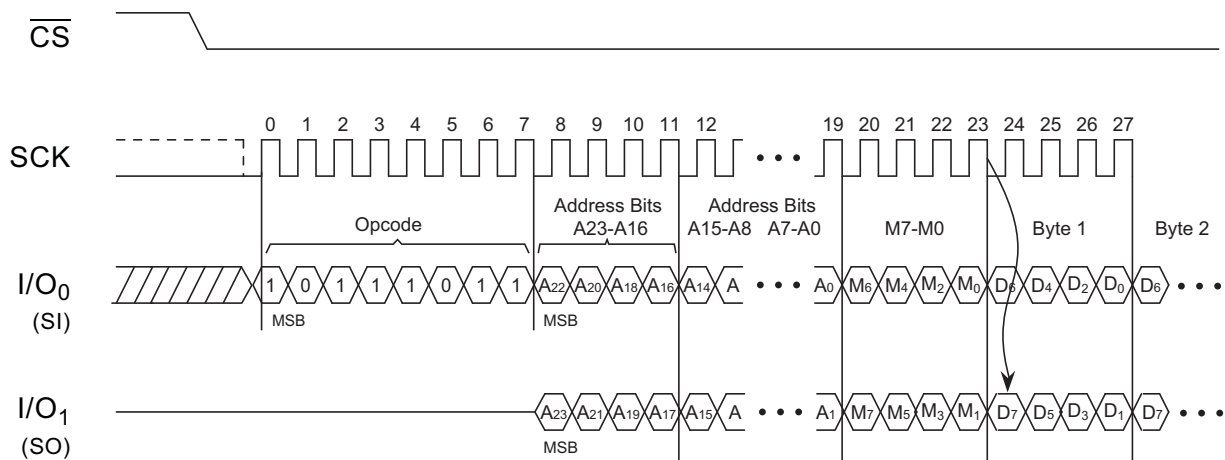 CS
0 1 2 3 4 5 6 7 8 9 10 11 12 19 20 21 22 23 24 25 26 27
SCK
Opcode
Address Bits
A23-A16
Address Bits
A15-A8 A7-A0
M7-M0
Byte 1
Byte 2
I/O0
(SI)
1 0 1 1 1 0 1 1 A22 A20 A18 A16 A14 A A0 M6 M4 M2 M0 D6 D4 D2 D0 D6
MSB MSB
I/O1
(SO)
A23 A21 A19 A17 A15 A A1 M7 M5 M3 M1 D7 D5 D3 D1 D7
MSB